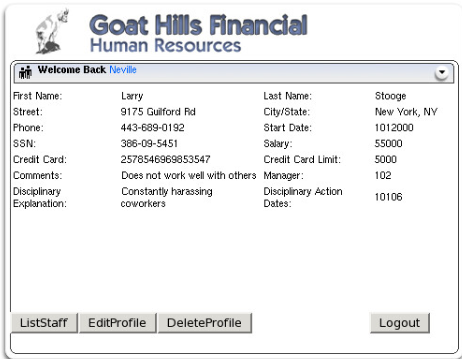 Goat Hills Financial
Human Resources
Welcome Back Neville
First Name: Larry Last Name: Stooge
Street: 9175 Guilford Rd City/State: New York, NY
Phone: 443-689-0192 Start Date: 1012000
SSN: 386-09-5451 Salary: 55000
Credit Card: 2578546969853547 Credit Card Limit: 5000
Comments: Does not work well with others Manager: 102
Disciplinary Explanation: Constantly harassing coworkers Disciplinary Action Dates: 10106
ListStaff EditProfile DeleteProfile Logout